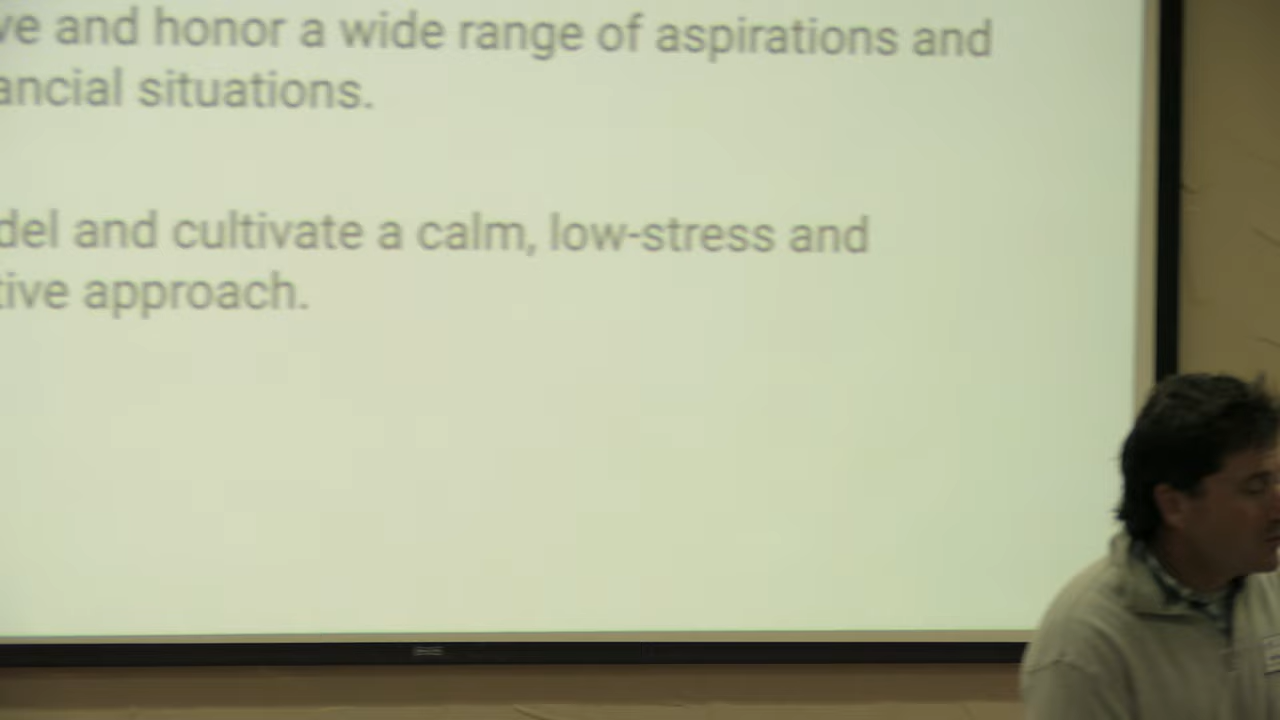 ve and honor a wide range of aspirations and
ancial situations.
del and cultivate a calm, low-stress and
tive approach.